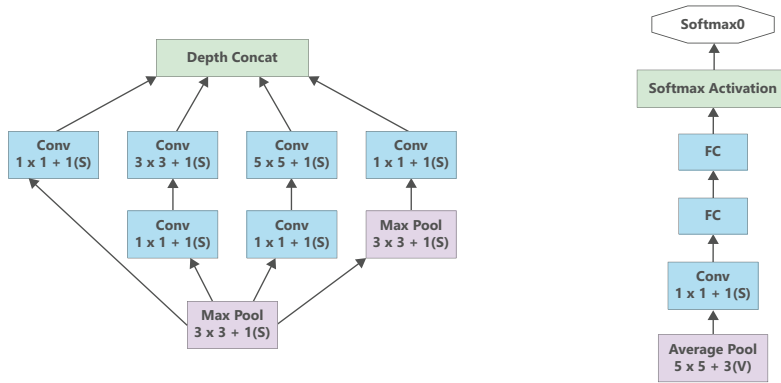 Depth Concat
Conv
1 x 1 + 1(S)
Conv
3 x 3 + 1(S)
Conv
5 x 5 + 1(S)
Conv
1 x 1 + 1(S)
Conv
1 x 1 + 1(S)
Conv
1 x 1 + 1(S)
Max Pool
3 x 3 + 1(S)
Max Pool
3 x 3 + 1(S)
Softmax0
Softmax Activation
FC
FC
Conv
1 x 1 + 1(S)
Average Pool
5 x 5 + 3(V)